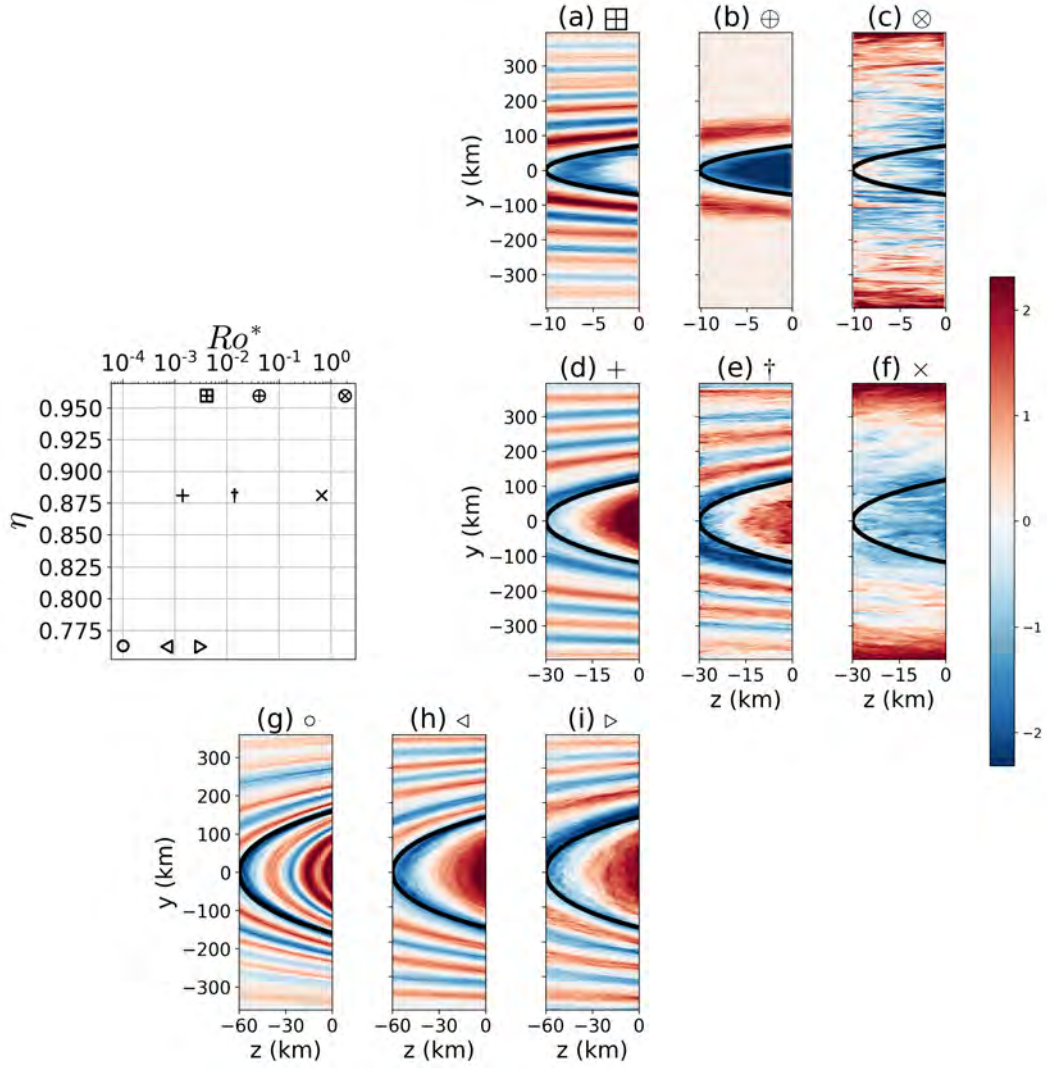 (a) ⊞ (b) ⊕ (c) ⊗
300
200
100
0
−100
−200
−300
y (km)
−10 −5 0 −10 −5 0 −10 −5 0
2
1
0
−1
−2
Ro*
10⁻⁴ 10⁻³ 10⁻² 10⁻¹ 10⁰
0.950
0.925
0.900
0.875
0.850
0.825
0.800
0.775
η
(d) + (e) † (f) ×
300
200
100
0
−100
−200
−300
y (km)
−30 −15 0 −30 −15 0 −30 −15 0
z (km) z (km) z (km)
(g) ○ (h) ◁ (i) ▷
300
200
100
0
−100
−200
−300
y (km)
−60 −30 0 −60 −30 0 −60 −30 0
z (km) z (km) z (km)